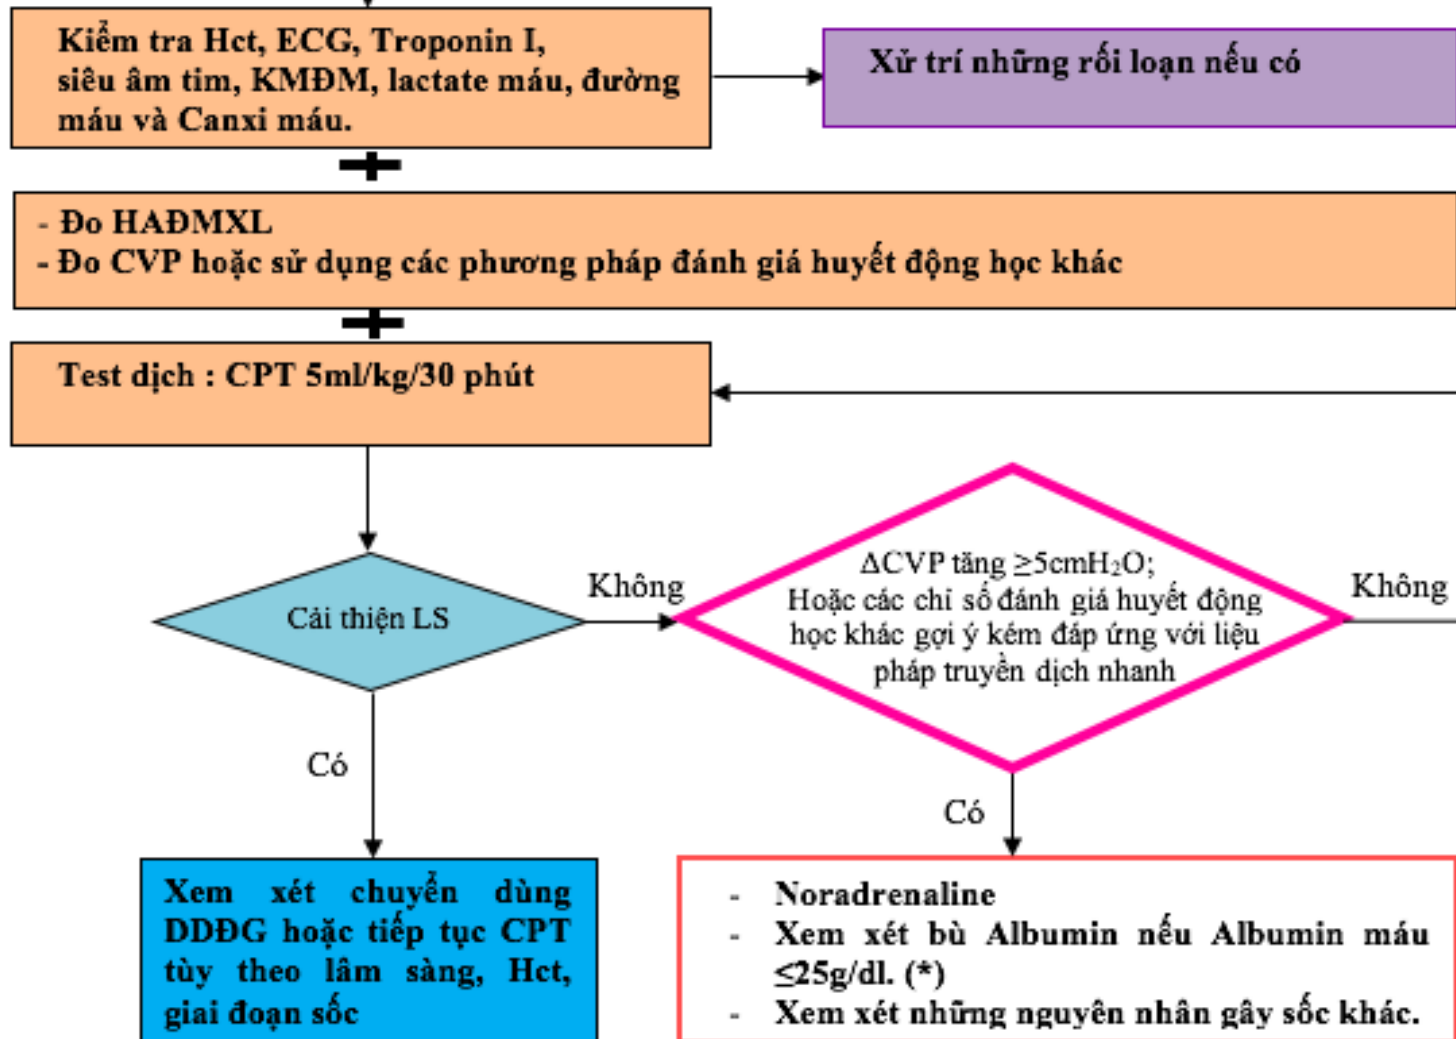 Kiểm tra Hct, ECG, Troponin I,
siêu âm tim, KMĐM, lactate máu, đường
máu và Canxi máu.
Xử trí những rối loạn nếu có
- Đo HAĐMXL
- Đo CVP hoặc sử dụng các phương pháp đánh giá huyết động học khác
Test dịch : CPT 5ml/kg/30 phút
Cải thiện LS
Không
ΔCVP tăng ≥5cmH₂O;
Hoặc các chỉ số đánh giá huyết động
học khác gợi ý kém đáp ứng với liệu
pháp truyền dịch nhanh
Không
Có
Có
Xem xét chuyển dùng
DDĐG hoặc tiếp tục CPT
tùy theo lâm sàng, Hct,
giai đoạn sốc
- Noradrenaline
- Xem xét bù Albumin nếu Albumin máu
≤25g/dl. (*)
- Xem xét những nguyên nhân gây sốc khác.